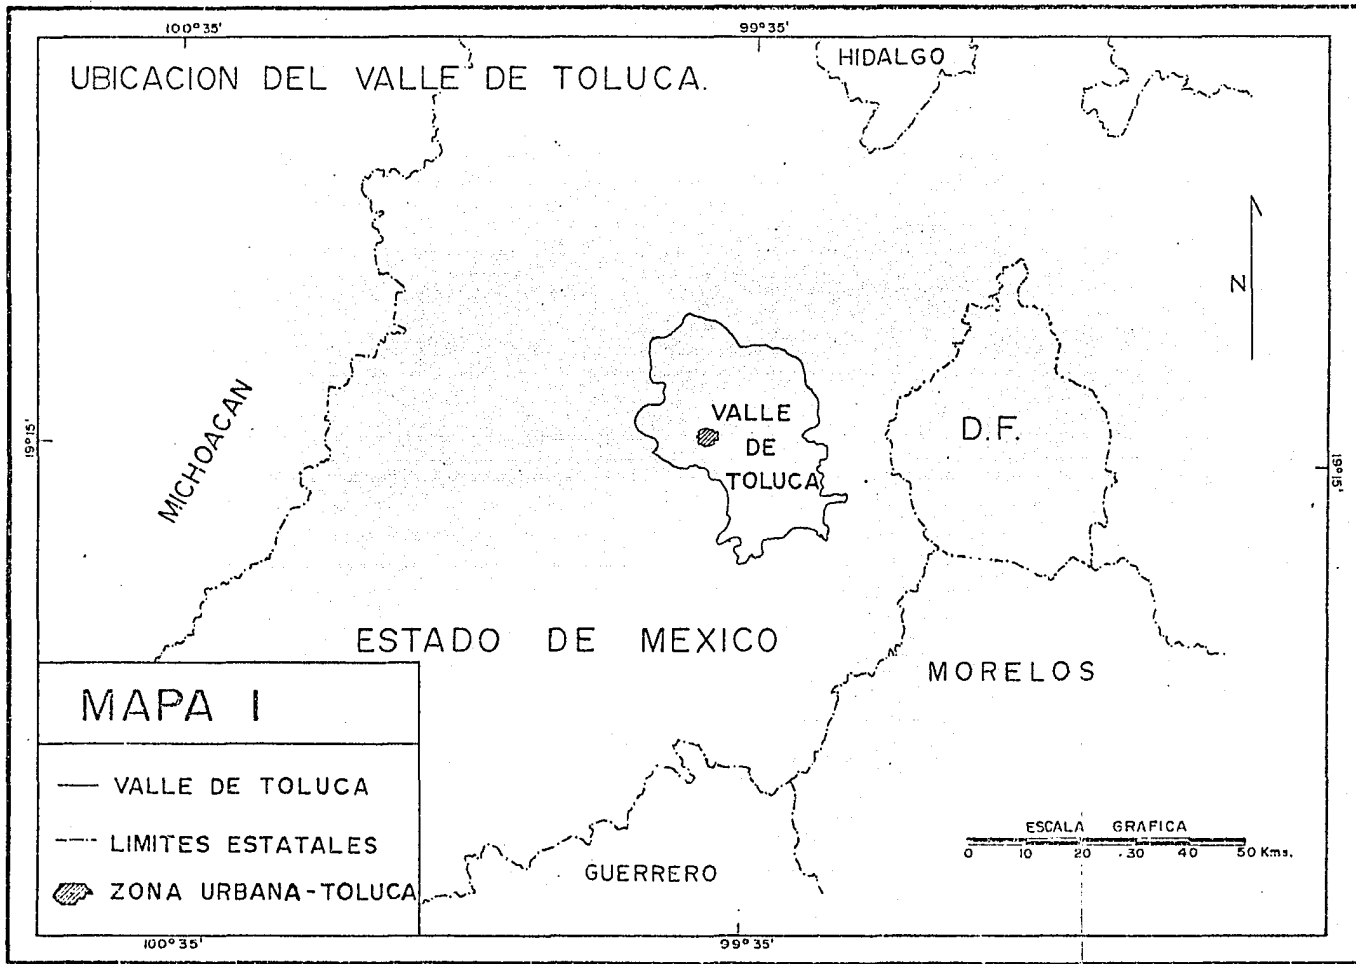 100°35'
99°35'
UBICACION DEL VALLE DE TOLUCA.
HIDALGO
N
MICHOACAN
19°15'
VALLE
DE
TOLUCA
D.F.
19°15'
ESTADO DE MEXICO
MORELOS
MAPA I
VALLE DE TOLUCA
LIMITES ESTATALES
ZONA URBANA-TOLUCA
GUERRERO
ESCALA GRAFICA
0 10 20 30 40 50 Kms.
100°35'
99°35'